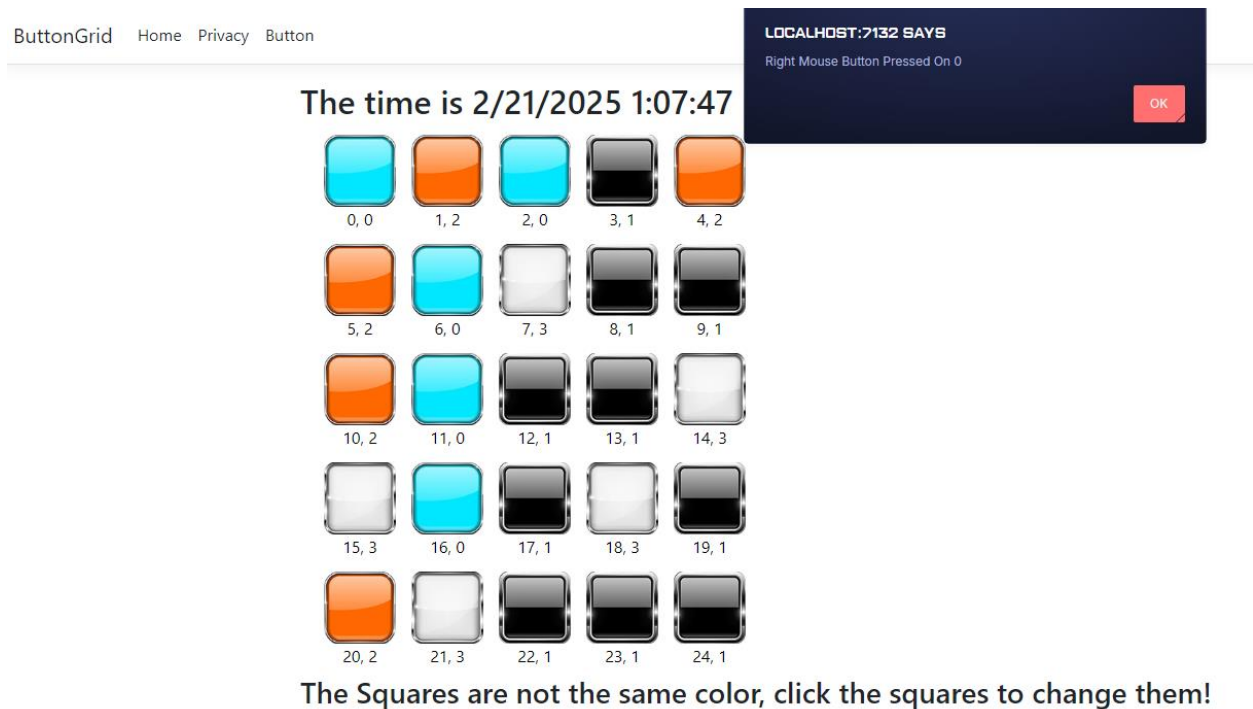 ButtonGrid Home Privacy Button
LOCALHOST:7132 SAYS
Right Mouse Button Pressed On 0
OK
The time is 2/21/2025 1:07:47
0, 0 1, 2 2, 0 3, 1 4, 2
5, 2 6, 0 7, 3 8, 1 9, 1
10, 2 11, 0 12, 1 13, 1 14, 3
15, 3 16, 0 17, 1 18, 3 19, 1
20, 2 21, 3 22, 1 23, 1 24, 1
The Squares are not the same color, click the squares to change them!